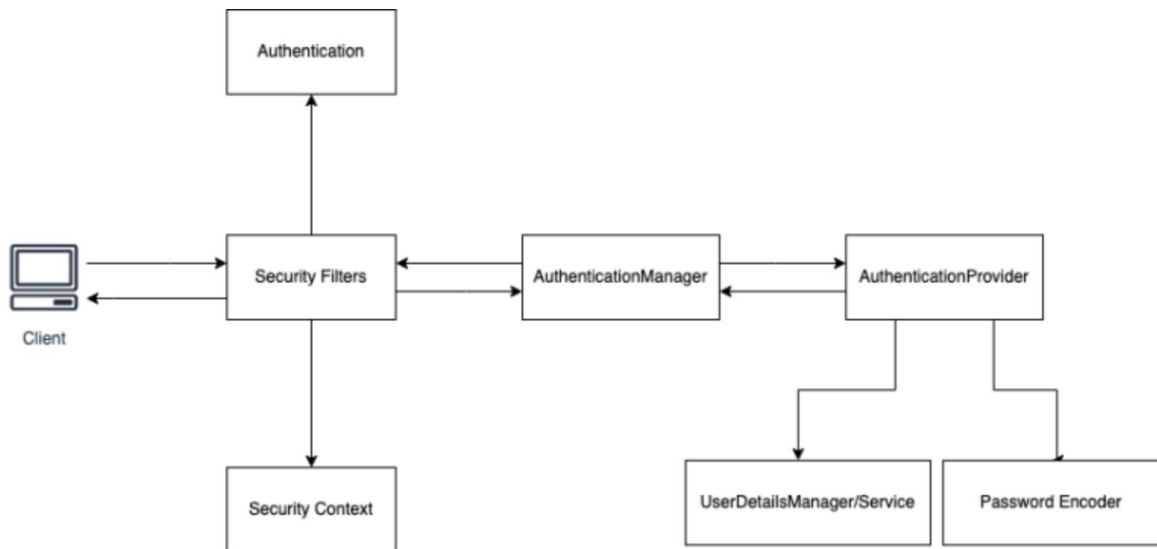 Authentication
Security Filters
AuthenticationManager
AuthenticationProvider
Client
Security Context
UserDetailsManager/Service
Password Encoder